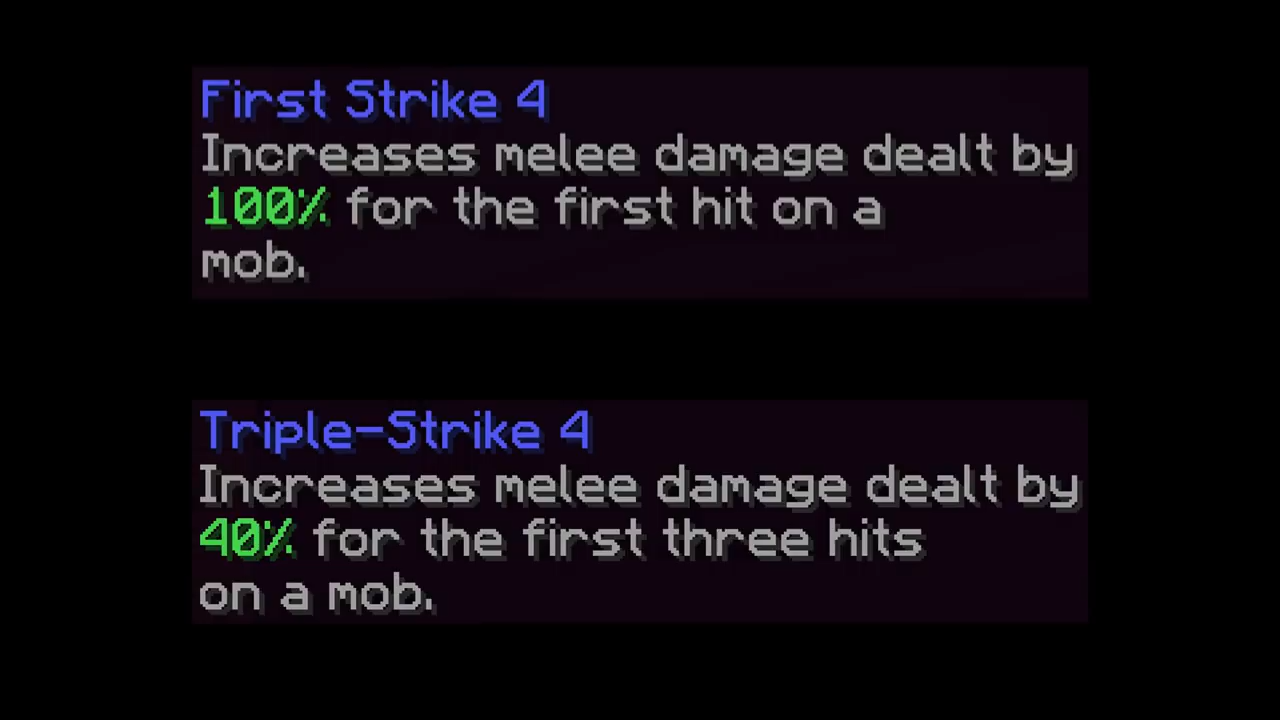 First Strike 4
Increases melee damage dealt by
100% for the first hit on a
mob.
Triple-Strike 4
Increases melee damage dealt by
40% for the first three hits
on a mob.